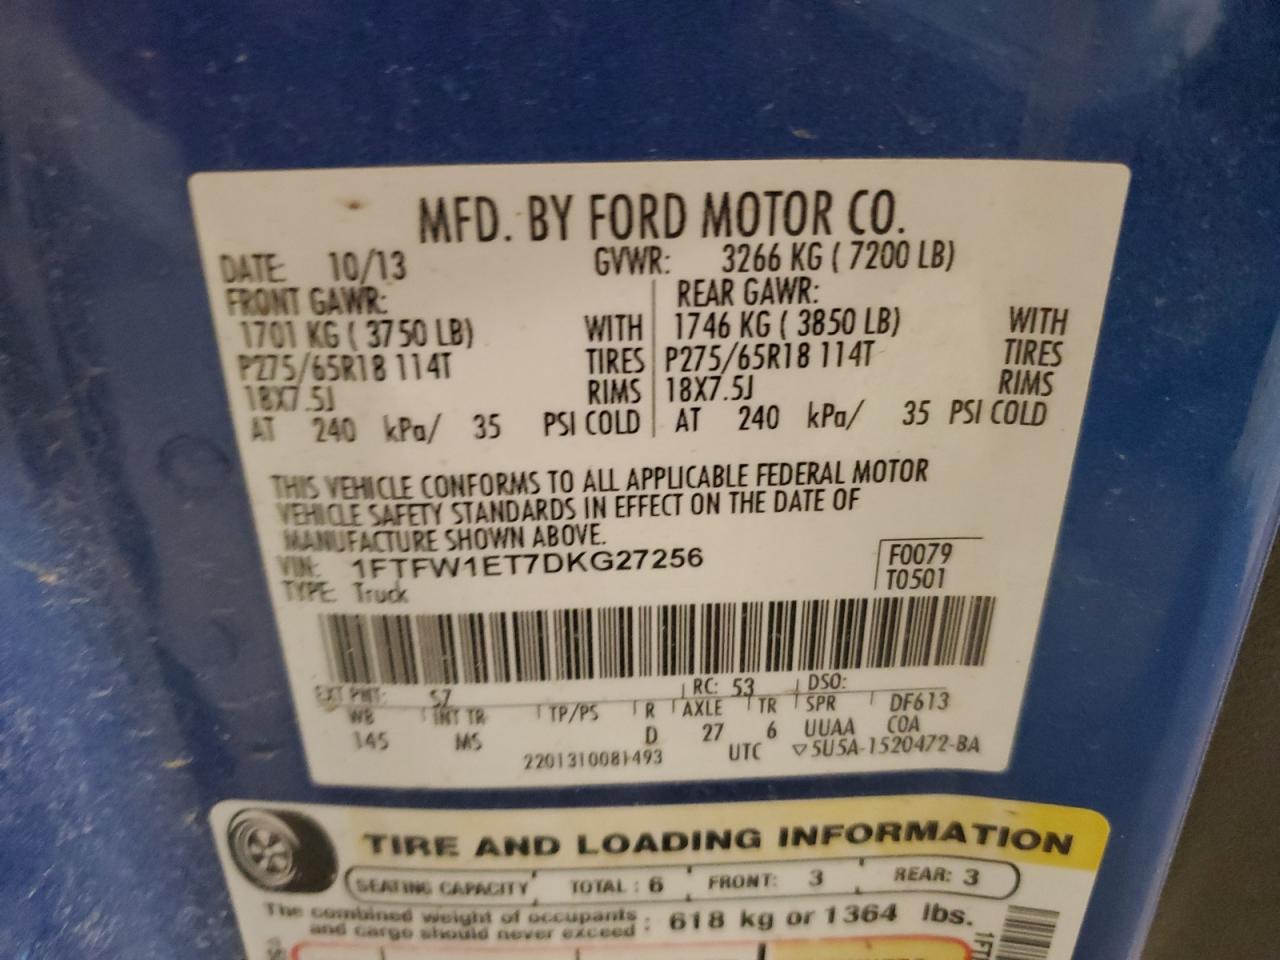 MFD. BY FORD MOTOR CO.
DATE: 10/13 GVWR: 3266 KG ( 7200 LB)
FRONT GAWR: REAR GAWR:
1701 KG ( 3750 LB) WITH 1746 KG ( 3850 LB) WITH
P275/65R18 114T TIRES P275/65R18 114T TIRES
18X7.5J RIMS 18X7.5J RIMS
AT 240 kPa/ 35 PSI COLD AT 240 kPa/ 35 PSI COLD
THIS VEHICLE CONFORMS TO ALL APPLICABLE FEDERAL MOTOR
VEHICLE SAFETY STANDARDS IN EFFECT ON THE DATE OF
MANUFACTURE SHOWN ABOVE.
VIN: 1FTFW1ET7DKG27256 F0079
TYPE: Truck T0501
EXT PNT: SZ RC: 53 DSO:
WB INT TR TP/PS R AXLE TR SPR DF613
145 MS D 27 6 UUAA COA
2201310081493 UTC ▽5U5A-1520472-BA
TIRE AND LOADING INFORMATION
SEATING CAPACITY TOTAL : 6 FRONT: 3 REAR: 3
The combined weight of occupants
and cargo should never exceed : 618 kg or 1364 lbs.